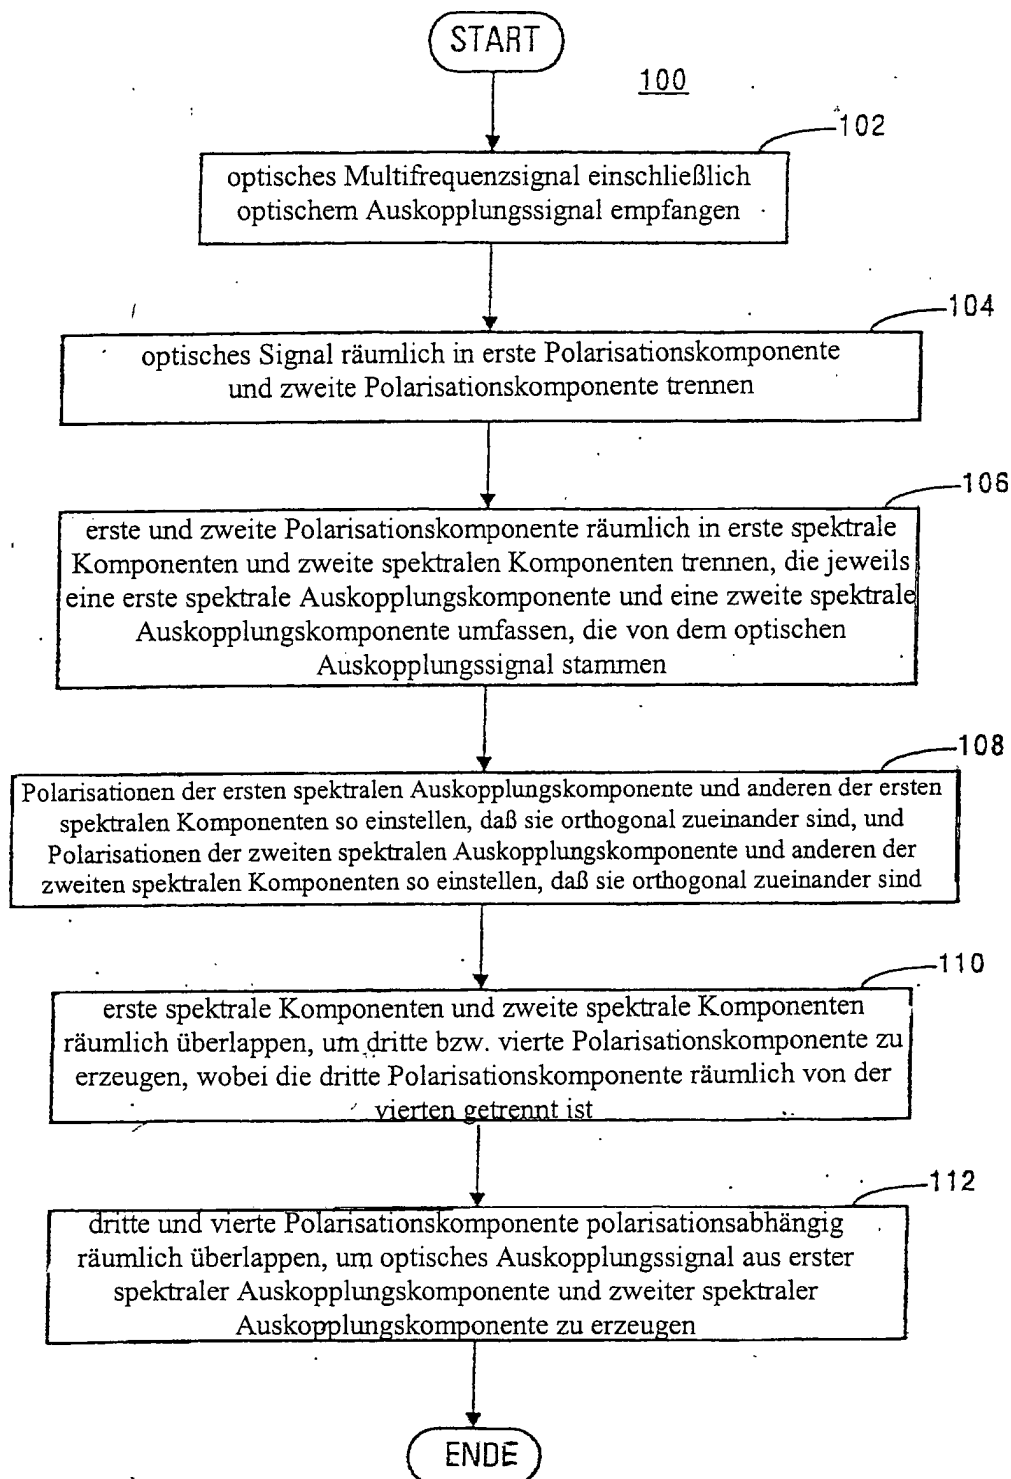 START
100
102
optisches Multifrequenzsignal einschließlich
optischem Auskopplungssignal empfangen
104
optisches Signal räumlich in erste Polarisationskomponente
und zweite Polarisationskomponente trennen
106
erste und zweite Polarisationskomponente räumlich in erste spektrale
Komponenten und zweite spektralen Komponenten trennen, die jeweils
eine erste spektrale Auskopplungskomponente und eine zweite spektrale
Auskopplungskomponente umfassen, die von dem optischen
Auskopplungssignal stammen
108
Polarisationen der ersten spektralen Auskopplungskomponente und anderen der ersten
spektralen Komponenten so einstellen, daß sie orthogonal zueinander sind, und
Polarisationen der zweiten spektralen Auskopplungskomponente und anderen der
zweiten spektralen Komponenten so einstellen, daß sie orthogonal zueinander sind
110
erste spektrale Komponenten und zweite spektrale Komponenten
räumlich überlappen, um dritte bzw. vierte Polarisationskomponente zu
erzeugen, wobei die dritte Polarisationskomponente räumlich von der
vierten getrennt ist
112
dritte und vierte Polarisationskomponente polarisationsabhängig
räumlich überlappen, um optisches Auskopplungssignal aus erster
spektraler Auskopplungskomponente und zweiter spektraler
Auskopplungskomponente zu erzeugen
ENDE